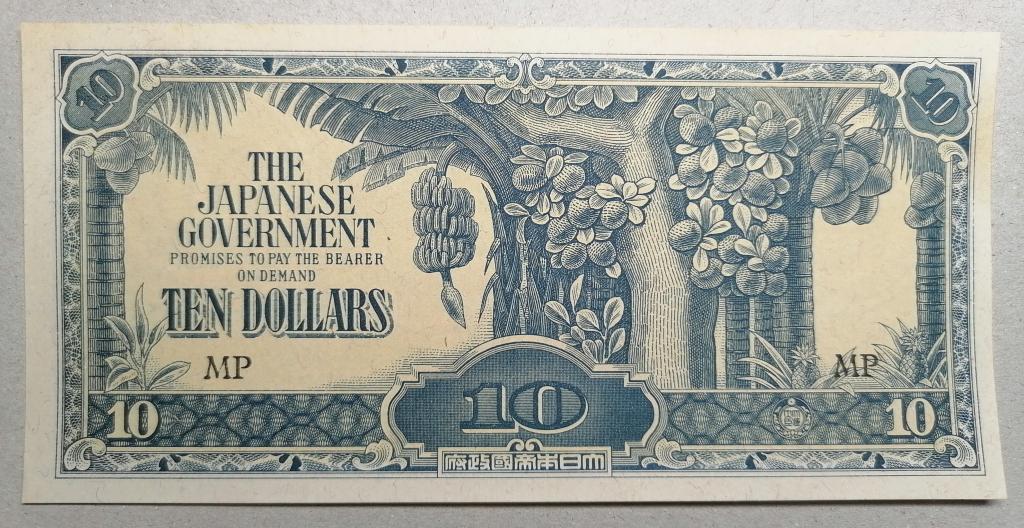 10
10
THE
JAPANESE
GOVERNMENT
PROMISES TO PAY THE BEARER
ON DEMAND
TEN DOLLARS
MP
MP
10
10
10
府政國帝本日大